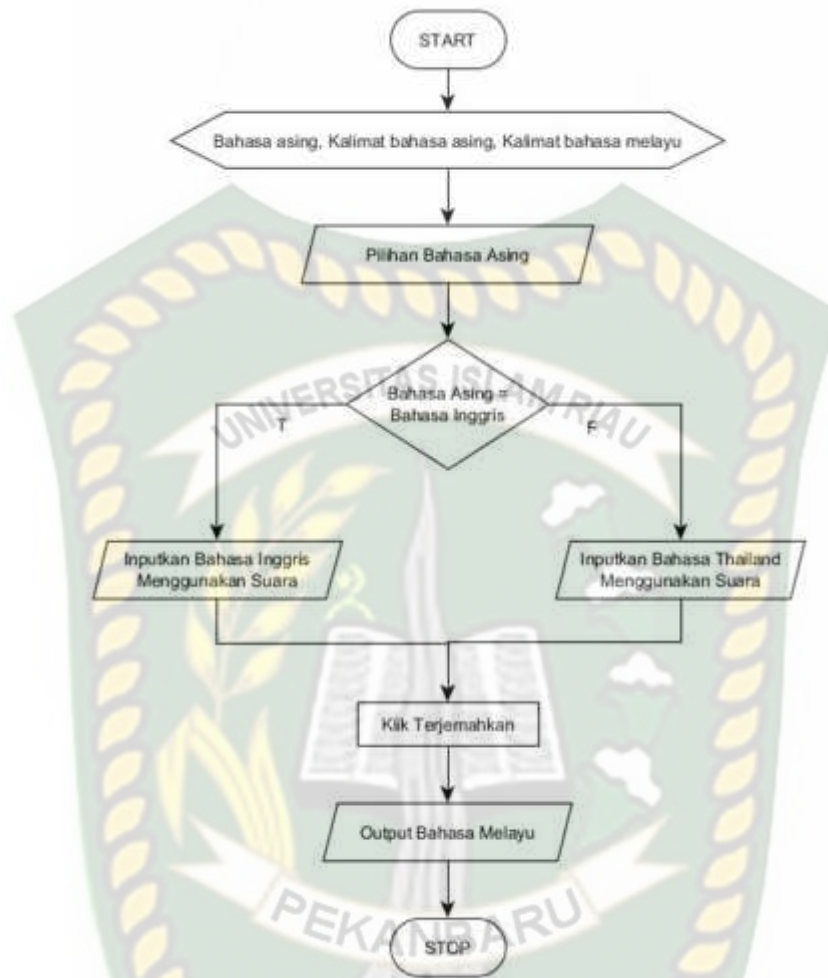 START
Bahasa asing, Kalimat bahasa asing, Kalimat bahasa melayu
Pilihan Bahasa Asing
UNIVERSITAS ISLAM RIAU
Bahasa Asing =
Bahasa Inggris
T
F
Inputkan Bahasa Inggris
Menggunakan Suara
Inputkan Bahasa Thailand
Menggunakan Suara
Klik Terjemahkan
Output Bahasa Melayu
PEKANBARU
STOP